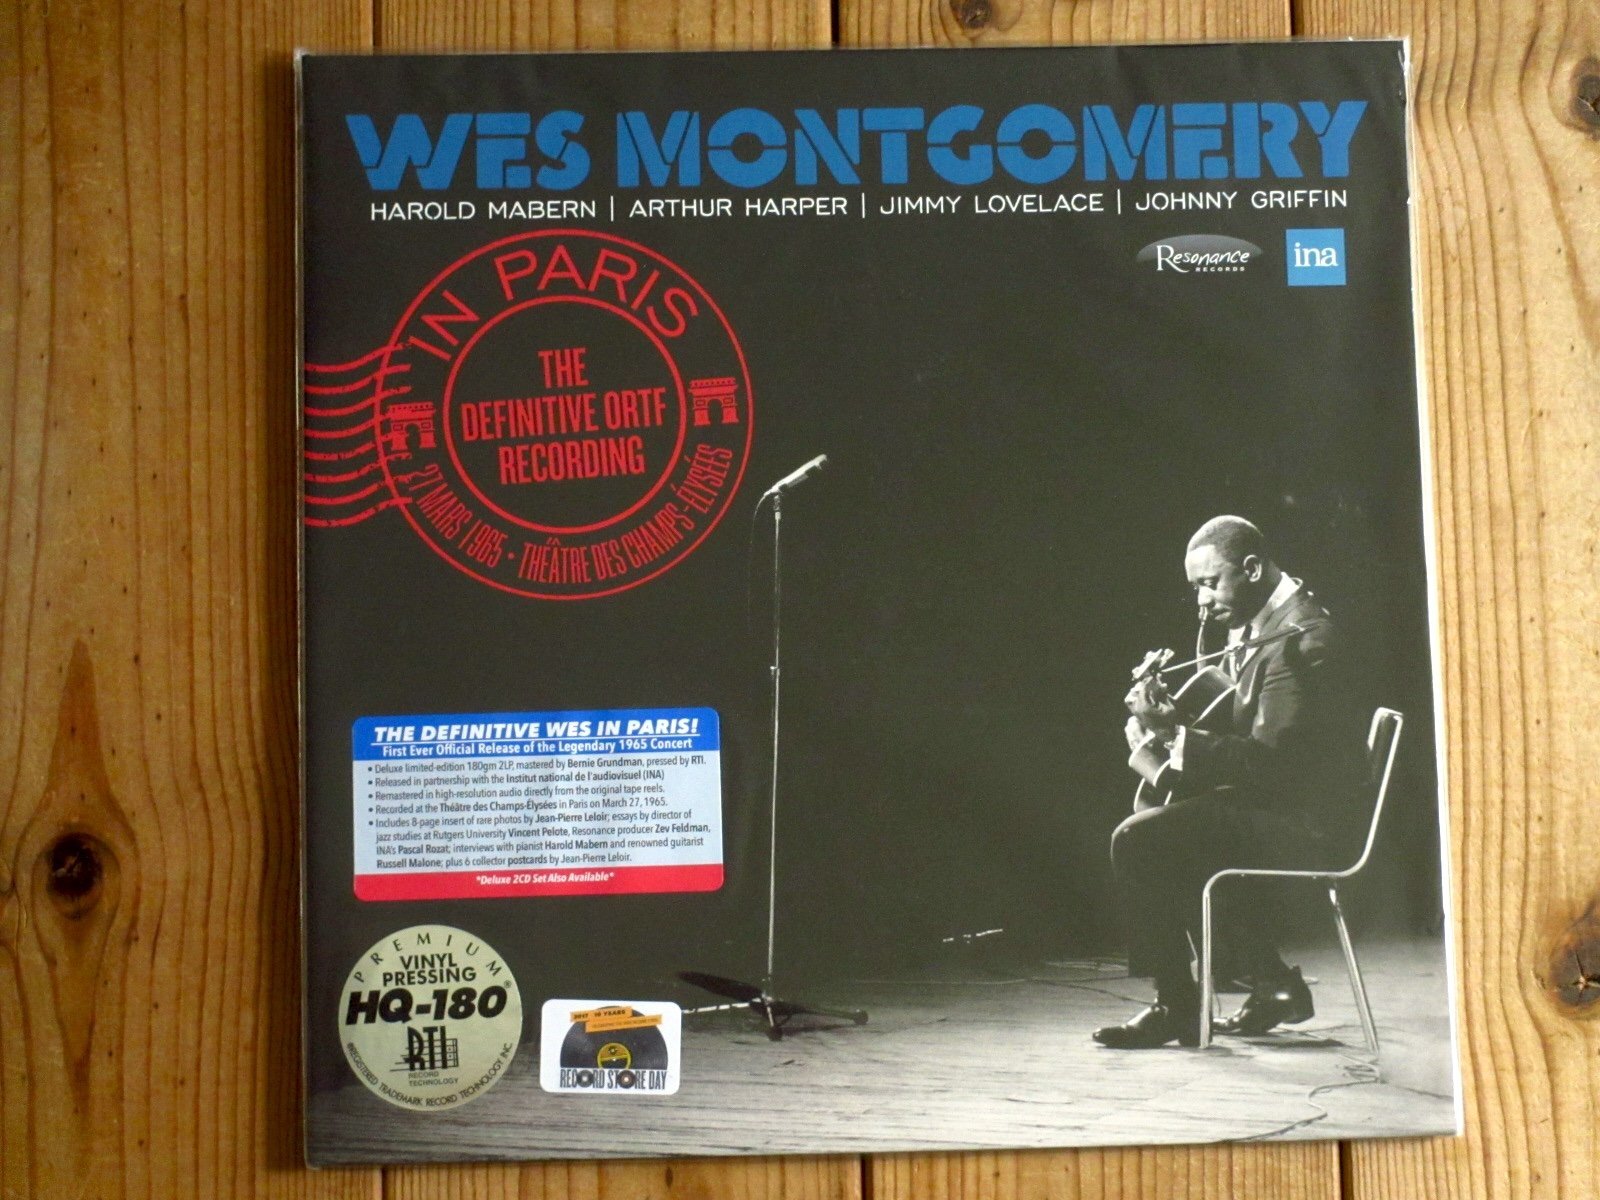 WES MONTGOMERY
HAROLD MABERN | ARTHUR HARPER | JIMMY LOVELACE | JOHNNY GRIFFIN
Resonance
RECORDS
ina
IN PARIS
THE
DEFINITIVE ORTF
RECORDING
27 MARS 1965 • THÉÂTRE DES CHAMPS-ÉLYSÉES
THE DEFINITIVE WES IN PARIS!
First Ever Official Release of the Legendary 1965 Concert
• Deluxe limited-edition 180gm 2LP, mastered by Bernie Grundman, pressed by RTI.
• Released in partnership with the Institut national de l'audiovisuel (INA)
• Remastered in high-resolution audio directly from the original tape reels.
• Recorded at the Théâtre des Champs-Élysées in Paris on March 27, 1965.
• Includes 8-page insert of rare photos by Jean-Pierre Leloir; essays by director of
jazz studies at Rutgers University Vincent Pelote, Resonance producer Zev Feldman,
INA's Pascal Rozat; interviews with pianist Harold Mabern and renowned guitarist
Russell Malone; plus 6 collector postcards by Jean-Pierre Leloir.
*Deluxe 2CD Set Also Available*
PREMIUM
VINYL
PRESSING
HQ-180®
RTI
RECORD
TECHNOLOGY
REGISTERED TRADEMARK RECORD TECHNOLOGY INC.
2017 10 YEARS
RECORD STORE DAY